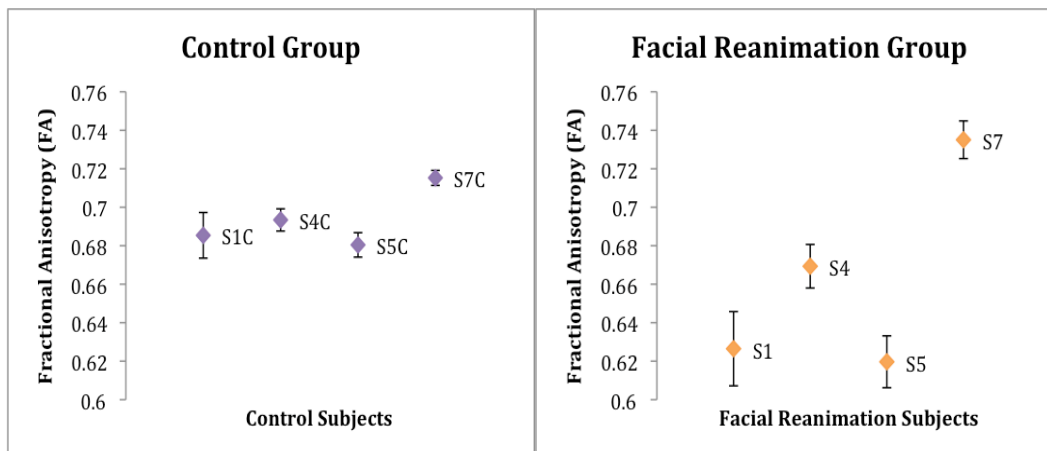 Control Group
Fractional Anisotropy (FA)
0.76
0.74
0.72
0.7
0.68
0.66
0.64
0.62
0.6
S1C
S4C
S5C
S7C
Control Subjects
Facial Reanimation Group
Fractional Anisotropy (FA)
0.76
0.74
0.72
0.7
0.68
0.66
0.64
0.62
0.6
S1
S4
S5
S7
Facial Reanimation Subjects